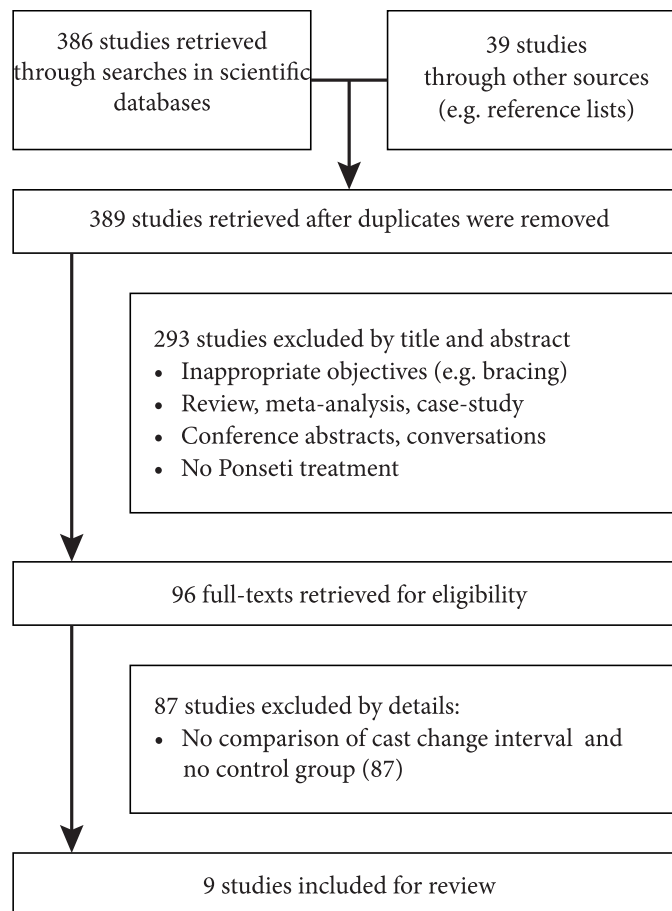 386 studies retrieved
through searches in scientific
databases
39 studies
through other sources
(e.g. reference lists)
389 studies retrieved after duplicates were removed
293 studies excluded by title and abstract
• Inappropriate objectives (e.g. bracing)
• Review, meta-analysis, case-study
• Conference abstracts, conversations
• No Ponseti treatment
96 full-texts retrieved for eligibility
87 studies excluded by details:
• No comparison of cast change interval and
no control group (87)
9 studies included for review